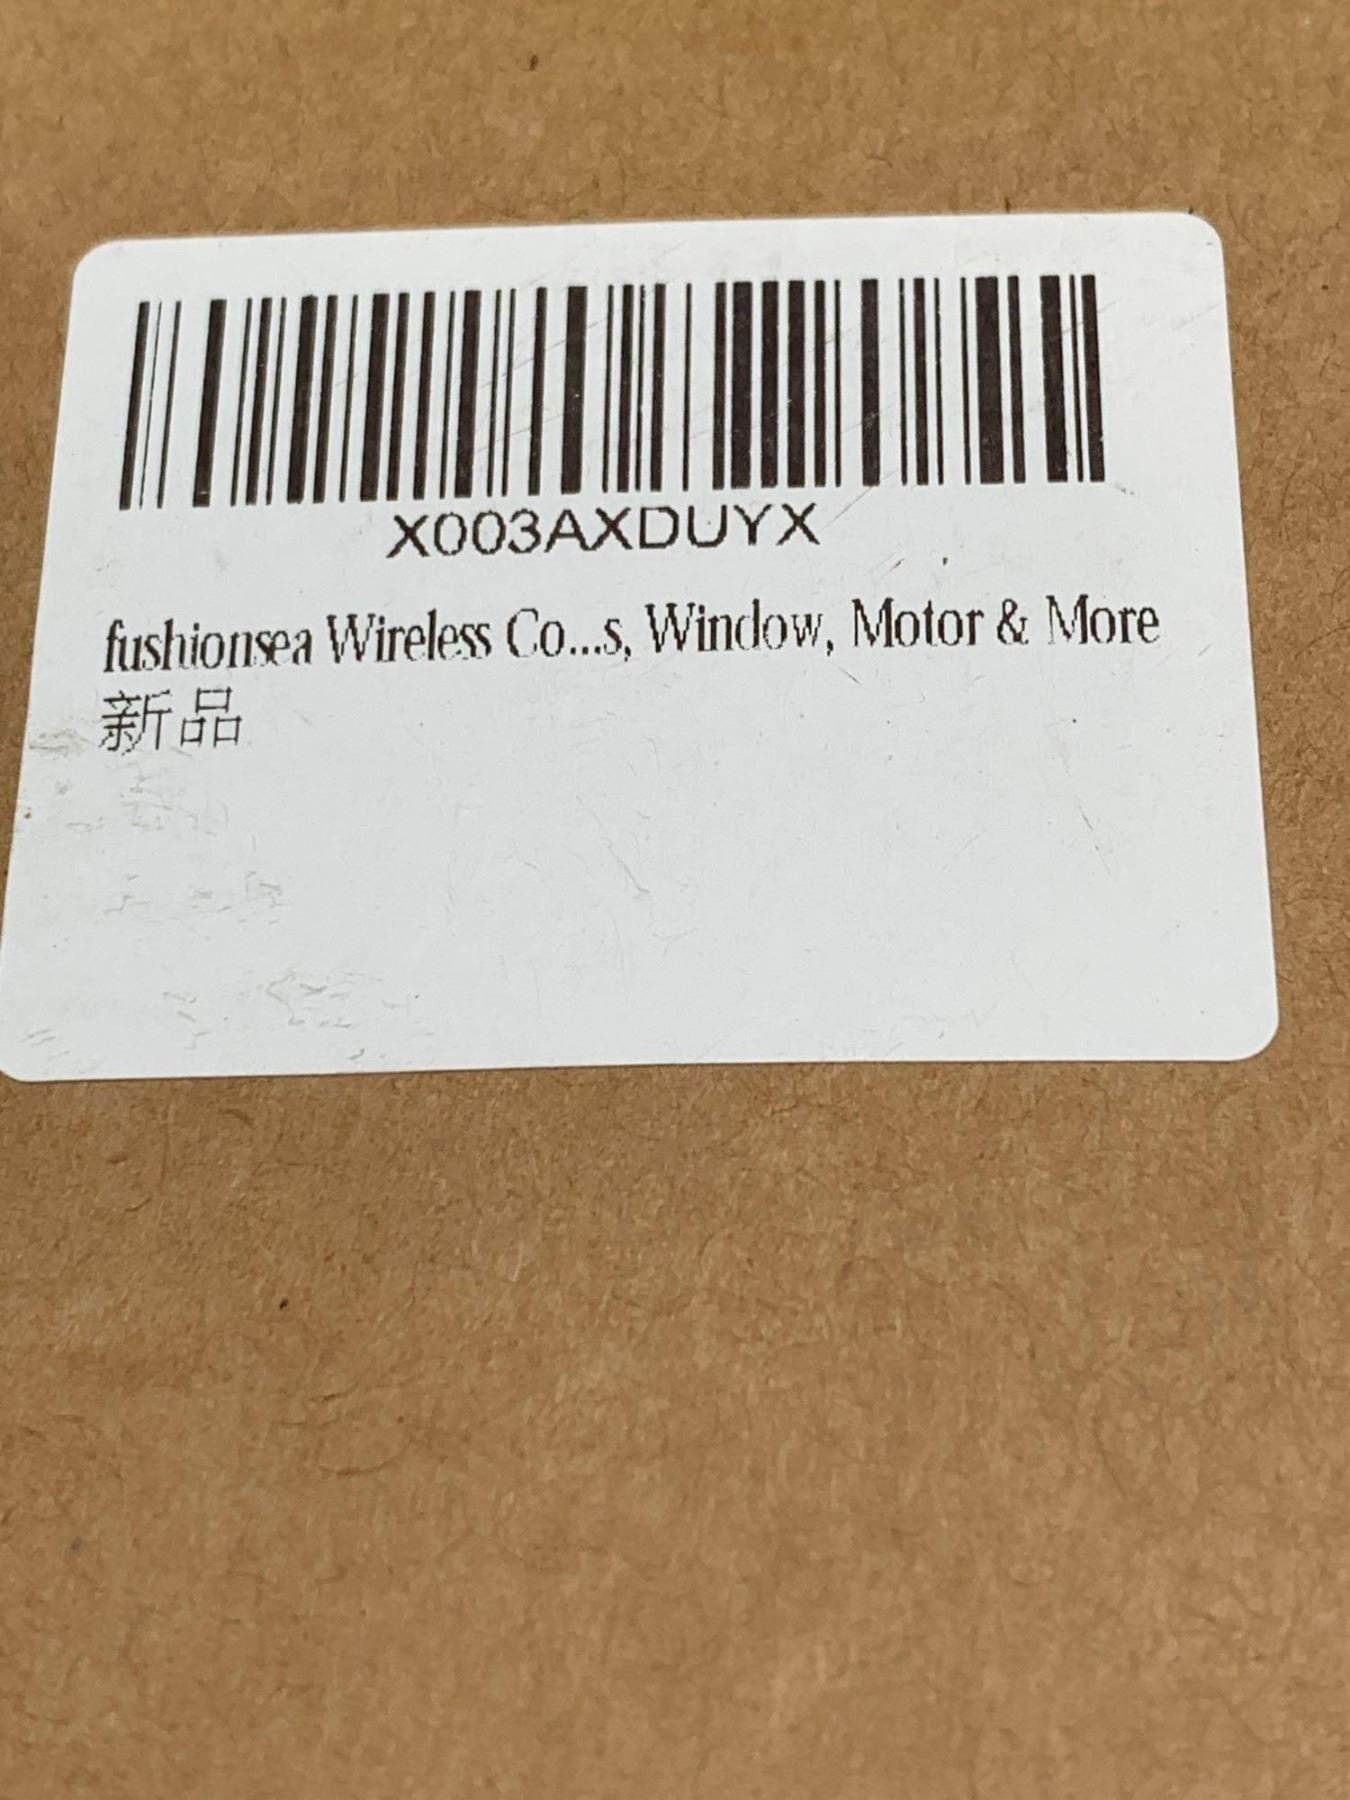 X003AXDUYX
fushionsea Wireless Co...s, Window, Motor & More
新品